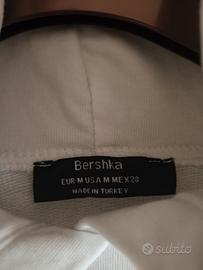 Bershka
EUR M USA M MEX 28
MADE IN TURKEY
subito